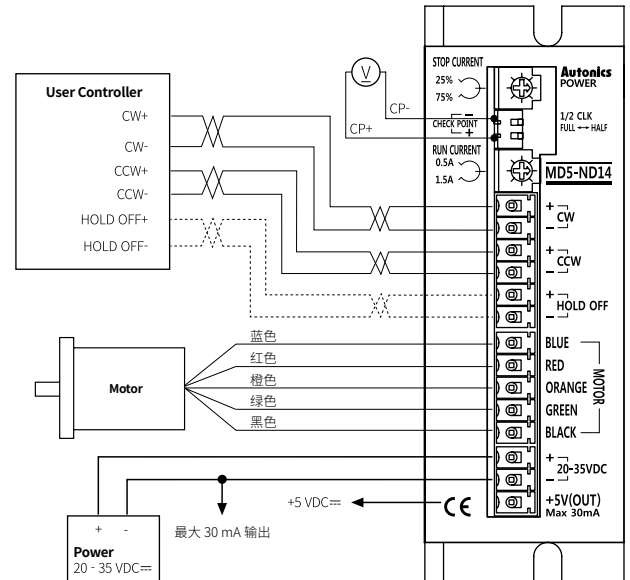 User Controller
CW+
CW-
CCW+
CCW-
HOLD OFF+
HOLD OFF-
V
CP-
CP+
STOP CURRENT
25%
75%
CHECK POINT
-
+
RUN CURRENT
0.5A
1.5A
Autonics
POWER
1/2 CLK
FULL ↔ HALF
MD5-ND14
+
CW
-
+
CCW
-
+
HOLD OFF
-
BLUE
RED
ORANGE
GREEN
BLACK
MOTOR
+
20-35VDC
-
+5V(OUT)
Max 30mA
Motor
蓝色
红色
橙色
绿色
黑色
+5 VDC⎓
CE
最大 30 mA 输出
+ -
Power
20 - 35 VDC⎓